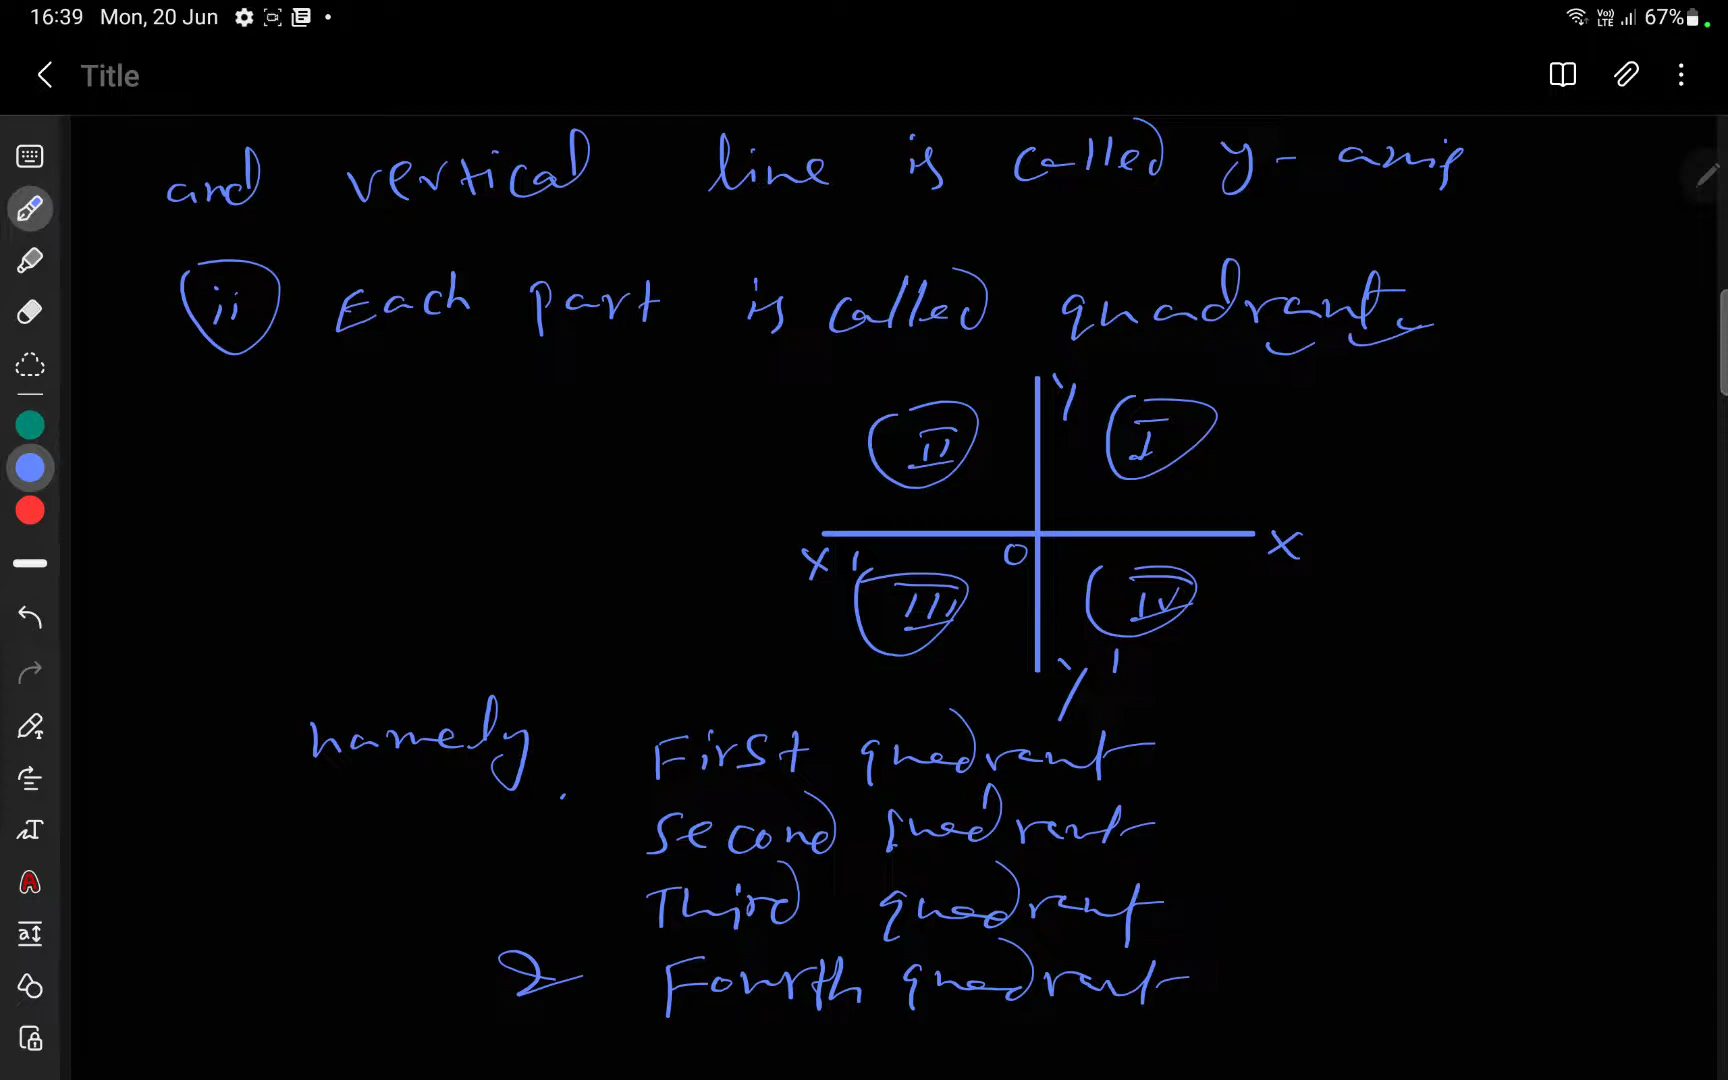 16:39 Mon, 20 Jun 67%
Title
and vertical line is called y-axis
ii Each part is called quadrant.
Y
II I
X' O X
III IV
Y'
namely. First quadrant
Second quadrant
Third quadrant
& Fourth quadrant